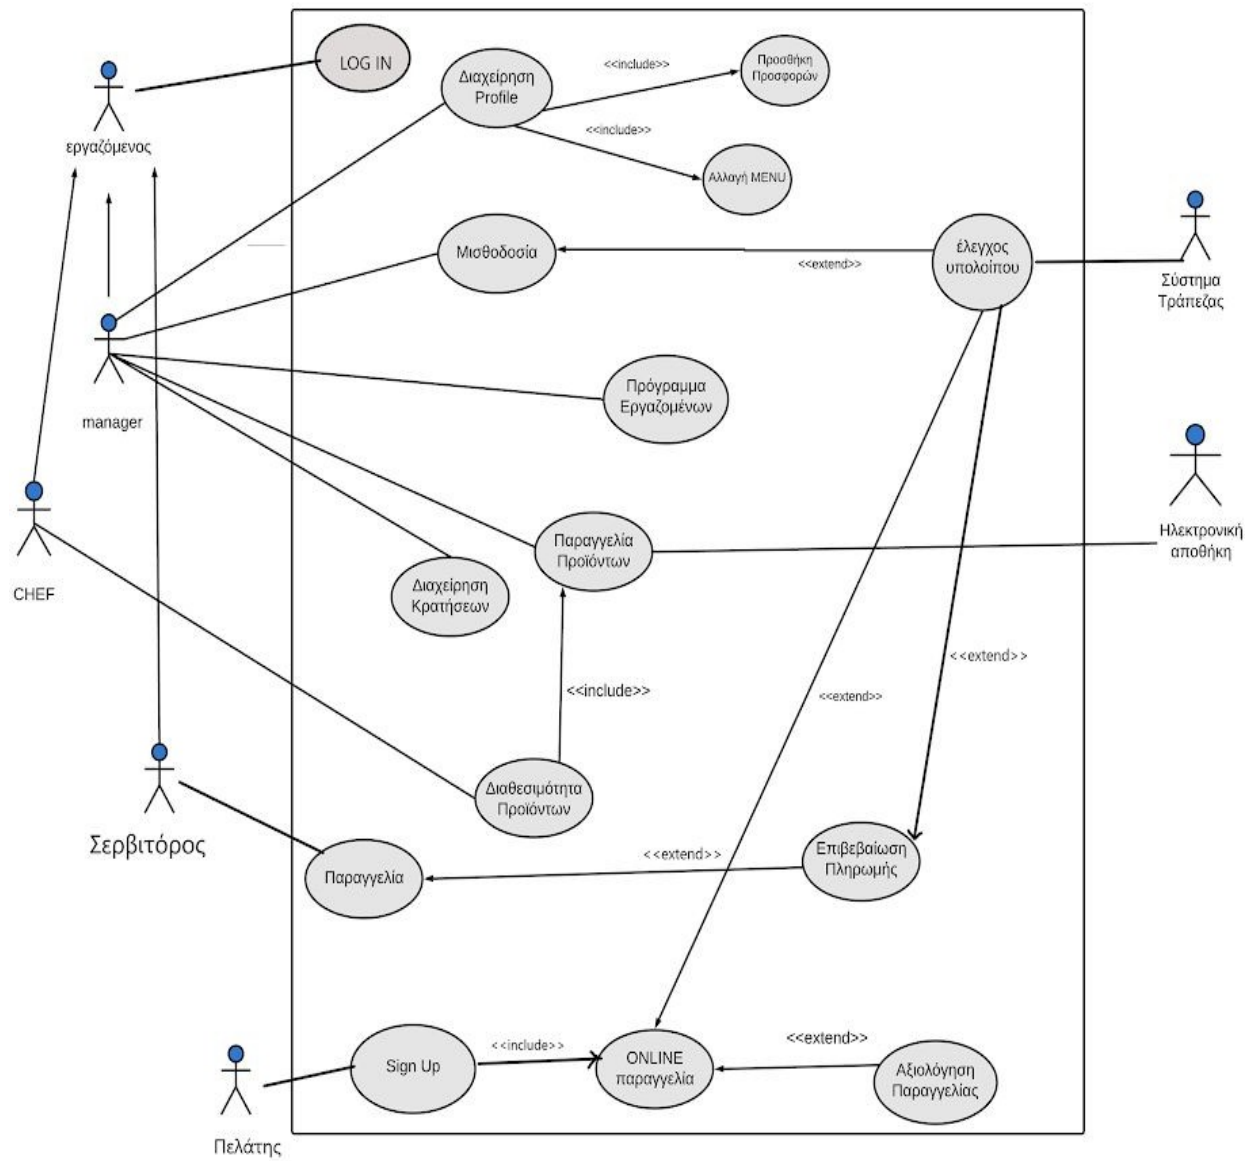 LOG IN
Διαχείρηση
Profile
<<include>>
Προσθήκη
Προσφορών
<<include>>
Αλλαγή MENU
εργαζόμενος
Μισθοδοσία
<<extend>>
έλεγχος
υπολοίπου
Σύστημα
Τράπεζας
manager
Πρόγραμμα
Εργαζομένων
CHEF
Παραγγελία
Προϊόντων
Ηλεκτρονική
αποθήκη
Διαχείρηση
Κρατήσεων
<<include>>
<<extend>>
<<extend>>
Διαθεσιμότητα
Προϊόντων
Σερβιτόρος
Παραγγελία
<<extend>>
Επιβεβαίωση
Πληρωμής
Πελάτης
Sign Up
<<include>>
ONLINE
παραγγελία
<<extend>>
Αξιολόγηση
Παραγγελίας